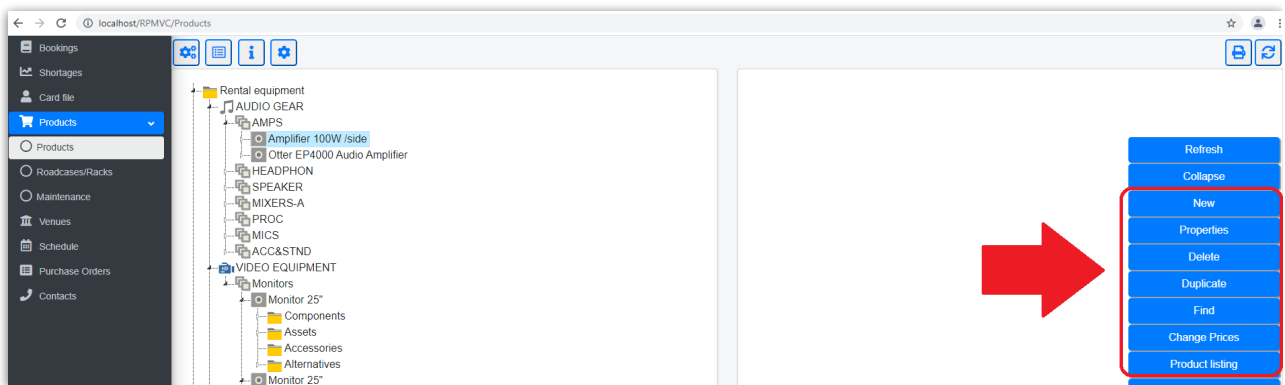 localhost/RPMVC/Products
Bookings
Shortages
Card file
Products
Products
Roadcases/Racks
Maintenance
Venues
Schedule
Purchase Orders
Contacts
Rental equipment
AUDIO GEAR
AMPS
Amplifier 100W /side
Otter EP4000 Audio Amplifier
HEADPHON
SPEAKER
MIXERS-A
PROC
MICS
ACC&STND
VIDEO EQUIPMENT
Monitors
Monitor 25"
Components
Assets
Accessories
Alternatives
Monitor 25"
Refresh
Collapse
New
Properties
Delete
Duplicate
Find
Change Prices
Product listing